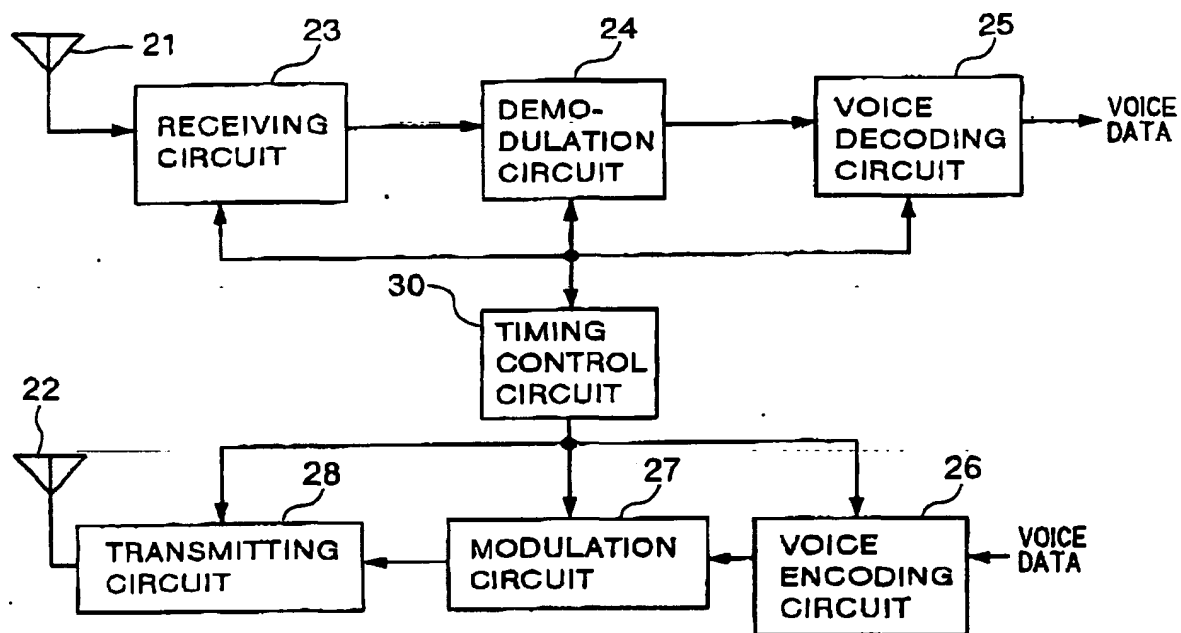 21
23
24
25
RECEIVING
CIRCUIT
DEMO-
DULATION
CIRCUIT
VOICE
DECODING
CIRCUIT
VOICE
DATA
30
TIMING
CONTROL
CIRCUIT
22
28
27
26
TRANSMITTING
CIRCUIT
MODULATION
CIRCUIT
VOICE
ENCODING
CIRCUIT
VOICE
DATA